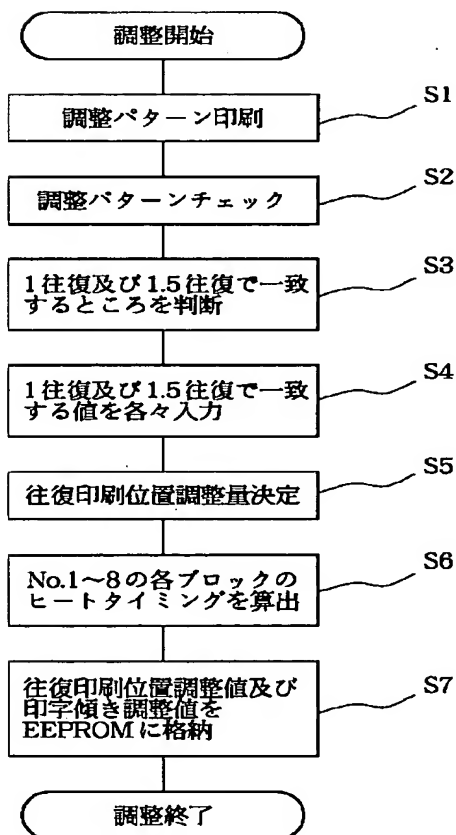 調整開始
調整パターン印刷
S1
調整パターンチェック
S2
1往復及び1.5往復で一致
するところを判断
S3
1往復及び1.5往復で一致
する値を各々入力
S4
往復印刷位置調整量決定
S5
No.1~8の各ブロックの
ヒートタイミングを算出
S6
往復印刷位置調整値及び
印字傾き調整値を
EEPROMに格納
S7
調整終了